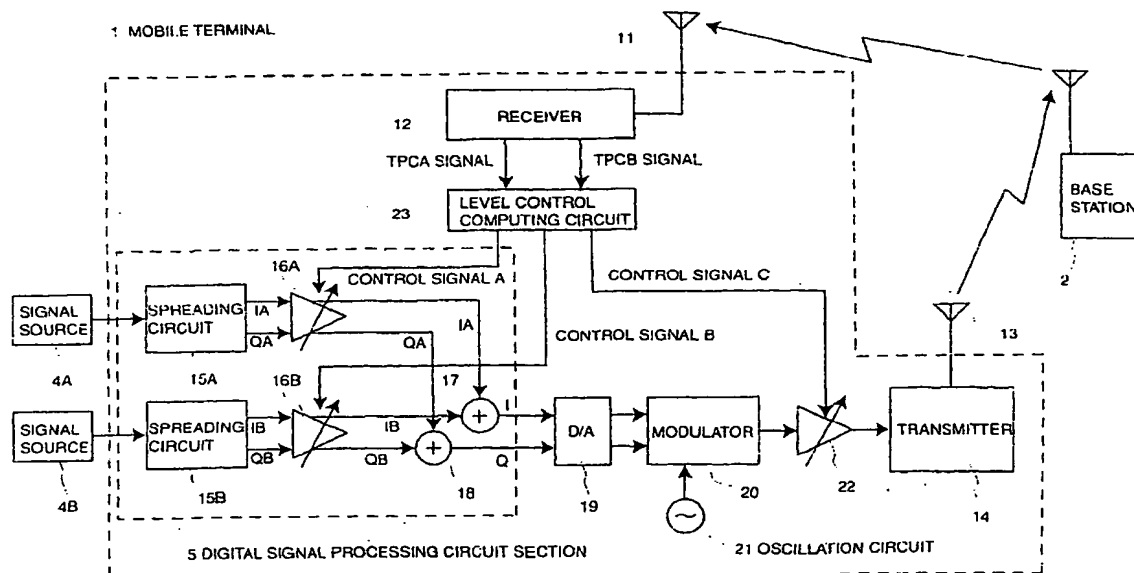 1 MOBILE TERMINAL
11
RECEIVER
12
TPCA SIGNAL
TPCB SIGNAL
LEVEL CONTROL
COMPUTING CIRCUIT
23
BASE
STATION
2
16A
CONTROL SIGNAL A
CONTROL SIGNAL C
SIGNAL
SOURCE
SPREADING
CIRCUIT
IA
QA
IA
QA
CONTROL SIGNAL B
13
4A
15A
16B
17
SIGNAL
SOURCE
SPREADING
CIRCUIT
IB
QB
IB
QB
+
+
I
Q
D/A
MODULATOR
TRANSMITTER
4B
15B
18
19
20
22
14
5 DIGITAL SIGNAL PROCESSING CIRCUIT SECTION
21 OSCILLATION CIRCUIT